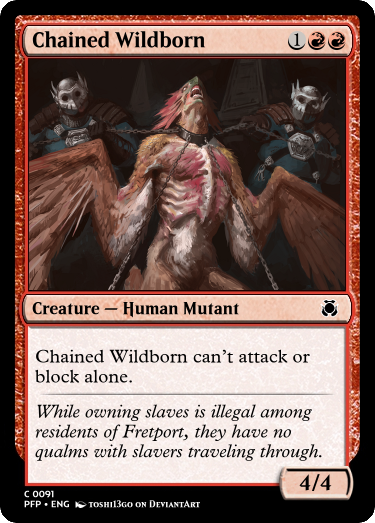 Chained Wildborn 1
Creature — Human Mutant
Chained Wildborn can't attack or
block alone.
While owning slaves is illegal among
residents of Fretport, they have no
qualms with slavers traveling through.
4/4
C 0091
PFP • ENG TOSHI13GO ON DEVIANTART